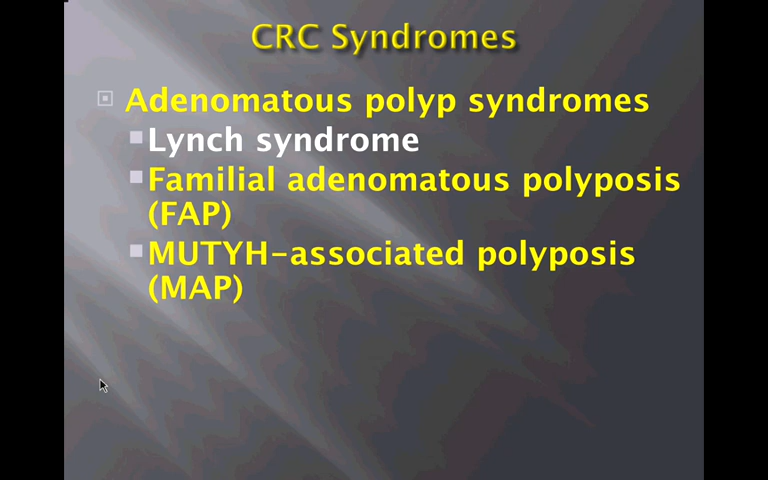 CRC Syndromes
Adenomatous polyp syndromes
Lynch syndrome
Familial adenomatous polyposis
(FAP)
MUTYH-associated polyposis
(MAP)